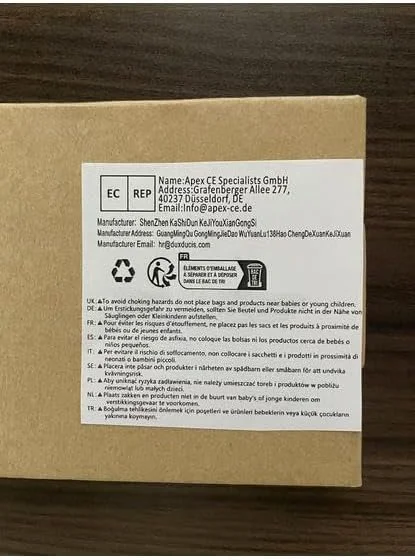 EC REP
Name:Apex CE Specialists GmbH
Address:Grafenberger Allee 277,
40237 Düsseldorf, DE
Email:Info@apex-ce.de
Manufacturer: ShenZhen KaShiDun KeJiYouXianGongSi
Manufacturer Address: GuangMingQu GongMingJieDao WuYuanLu136Hao ChengDeXuanKeJiXuan
Manufacturer Email: hr@duxducis.com
FR
ÉLÉMENTS D'EMBALLAGE
À SÉPARER ET À DÉPOSER
DANS LE BAC DE TRI
BAC
DE
TRI
UK:⚠To avoid choking hazards do not place bags and products near babies or young children.
DE:⚠Um Erstickungsgefahr zu vermeiden, sollten Sie Beutel und Produkte nicht in der Nähe von
Säuglingen oder Kleinkindern aufstellen.
FR:⚠Pour éviter les risques d'étouffement, ne placez pas les sacs et les produits à proximité de
bébés ou de jeunes enfants.
ES:⚠Para evitar el riesgo de asfixia, no coloque las bolsas ni los productos cerca de bebés o
niños pequeños.
IT:⚠Per evitare il rischio di soffocamento, non collocare i sacchetti e i prodotti in prossimità di
neonati o bambini piccoli.
SE:⚠Placera inte påsar och produkter i närheten av spädbarn eller småbarn för att undvika
kvävningsrisk.
PL:⚠Aby uniknąć ryzyka zadławienia, nie należy umieszczać toreb i produktów w pobliżu
niemowląt lub małych dzieci.
NL:⚠Plaats zakken en producten niet in de buurt van baby's of jonge kinderen om
verstikkingsgevaar te voorkomen.
TR:⚠Boğulma tehlikesini önlemek için poşetleri ve ürünleri bebeklerin veya küçük çocukların
yakınına koymayın.